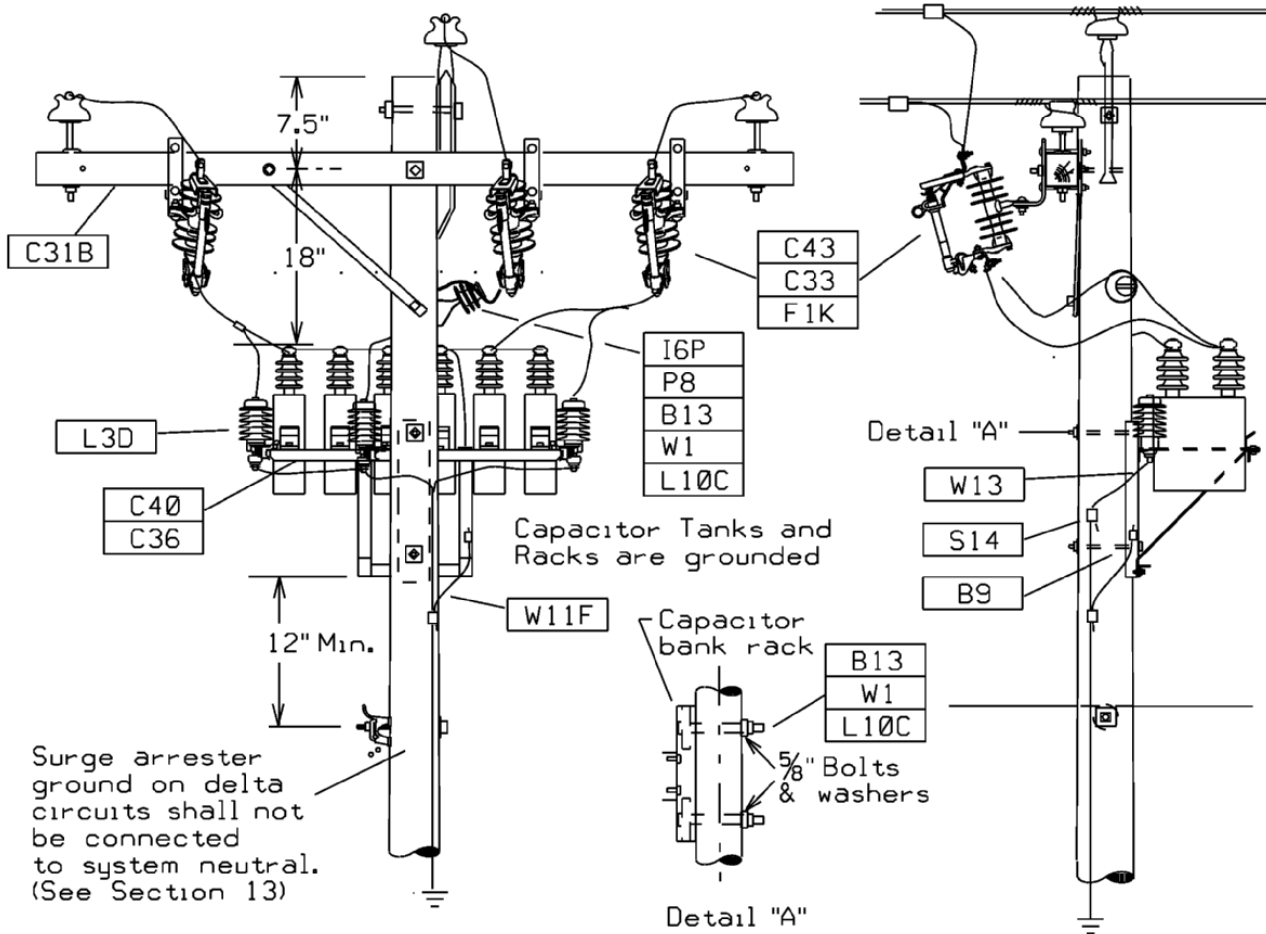 7.5"
C31B
18"
C43
C33
F1K
I6P
P8
B13
W1
L10C
L3D
C40
C36
Capacitor Tanks and
Racks are grounded
W11F
12" Min.
Surge arrester
ground on delta
circuits shall not
be connected
to system neutral.
(See Section 13)
Capacitor
bank rack
B13
W1
L10C
5/8" Bolts
& washers
Detail "A"
Detail "A"
W13
S14
B9